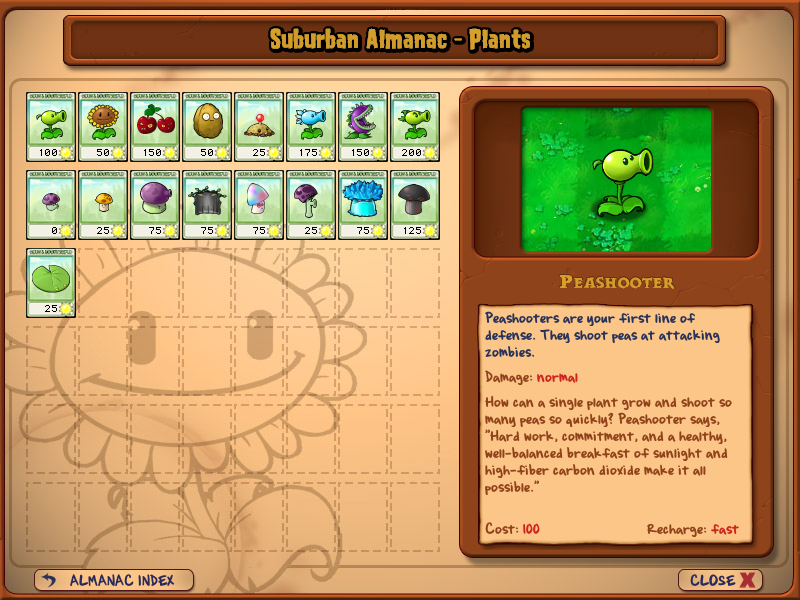 Suburban Almanac - Plants
100 50 150 50 25 175 150 200
0 25 75 75 75 25 75 125
25
PEASHOOTER
Peashooters are your first line of
defense. They shoot peas at attacking
zombies.
Damage: normal
How can a single plant grow and shoot so
many peas so quickly? Peashooter says,
"Hard work, commitment, and a healthy,
well-balanced breakfast of sunlight and
high-fiber carbon dioxide make it all
possible."
Cost: 100 Recharge: fast
ALMANAC INDEX
CLOSE X